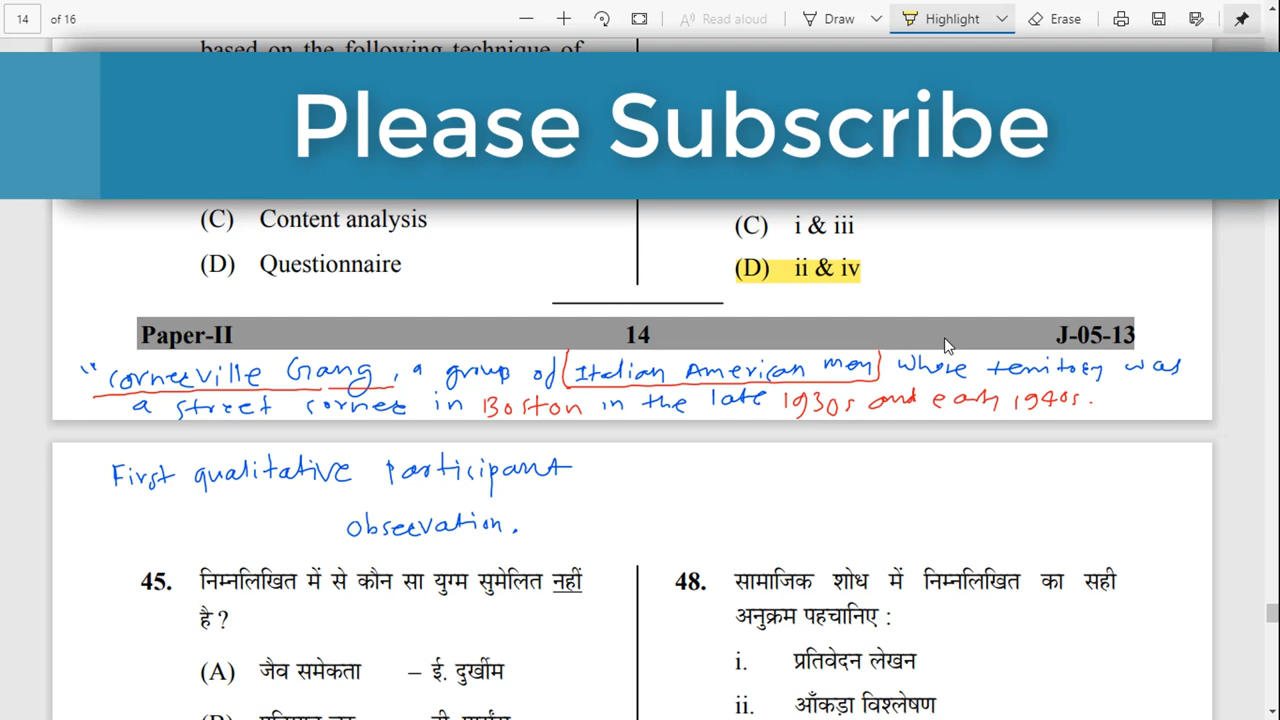 14 of 16
Read aloud
Draw
Highlight
Erase
based on the following technique of
Please Subscribe
(C) Content analysis
(D) Questionnaire
(C) i & iii
(D) ii & iv
Paper-II 14 J-05-13
"Cornerville Gang, a group of Italian American men whose territory was
a street corner in Boston in the late 1930s and early 1940s.
First qualitative participant
observation.
45. निम्नलिखित में से कौन सा युग्म सुमेलित नहीं
है ?
(A) जैव समेकता – ई. दुर्खीम
48. सामाजिक शोध में निम्नलिखित का सही
अनुक्रम पहचानिए :
i. प्रतिवेदन लेखन
ii. आँकड़ा विश्लेषण